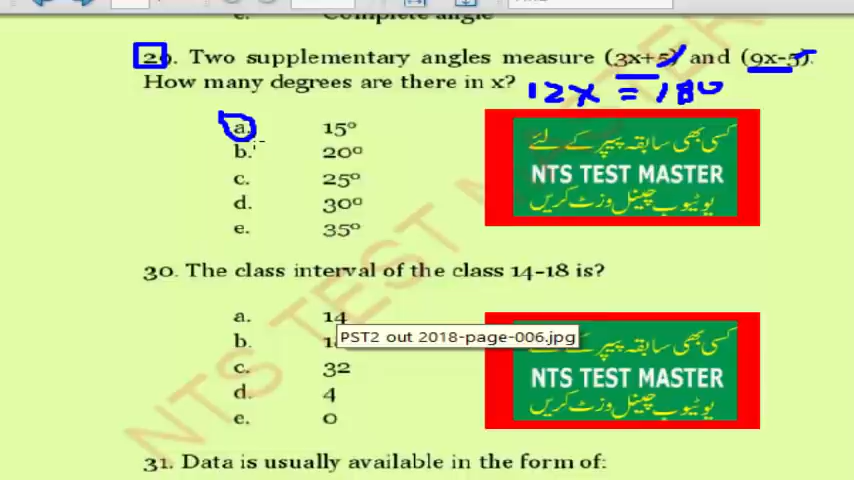 Complete angle
29. Two supplementary angles measure (3x+5) and (9x-5).
How many degrees are there in x?
12x = 180
a. 15°
b. 20°
c. 25°
d. 30°
e. 35°
کسی بھی سابقہ پیپر کے لئے
NTS TEST MASTER
یوٹیوب چینل وزٹ کریں
30. The class interval of the class 14-18 is?
a. 14
PST2 out 2018-page-006.jpg
b.
c. 32
d. 4
e. 0
کسی بھی سابقہ پیپر کے لئے
NTS TEST MASTER
یوٹیوب چینل وزٹ کریں
31. Data is usually available in the form of:
NTS TEST MASTER